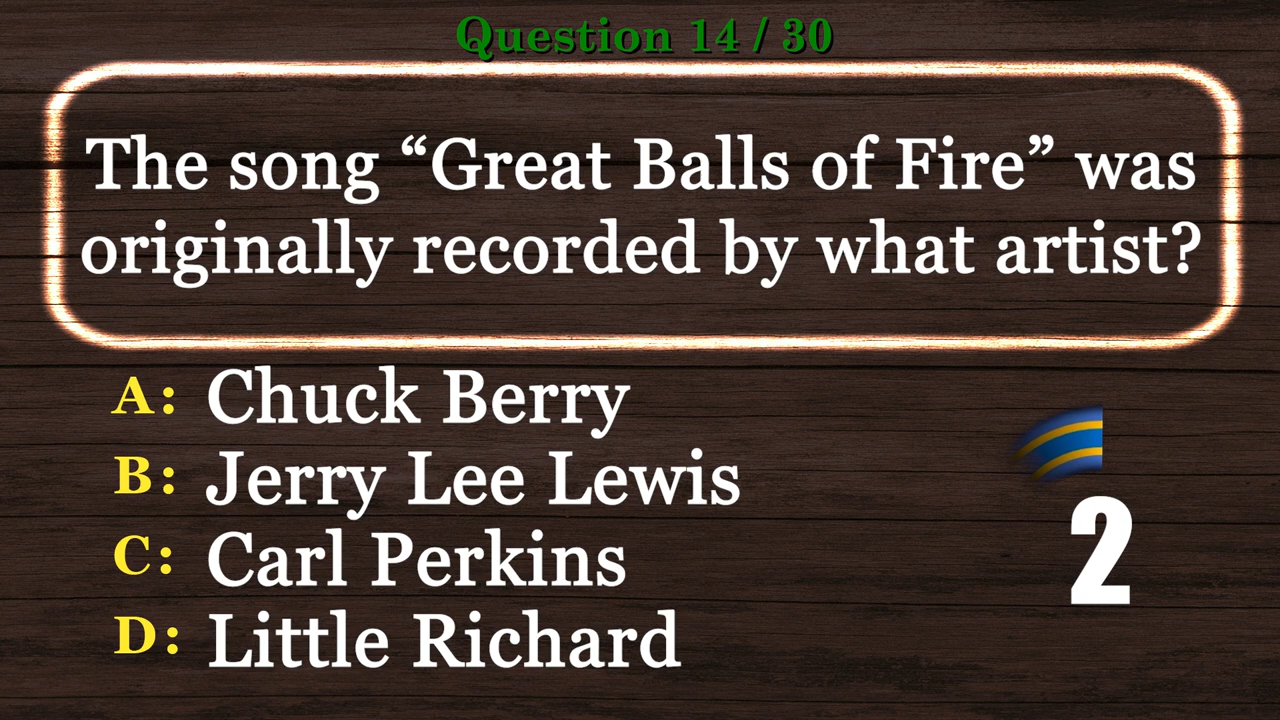 Question 14 / 30
The song “Great Balls of Fire” was
originally recorded by what artist?
A: Chuck Berry
B: Jerry Lee Lewis
C: Carl Perkins
D: Little Richard
2